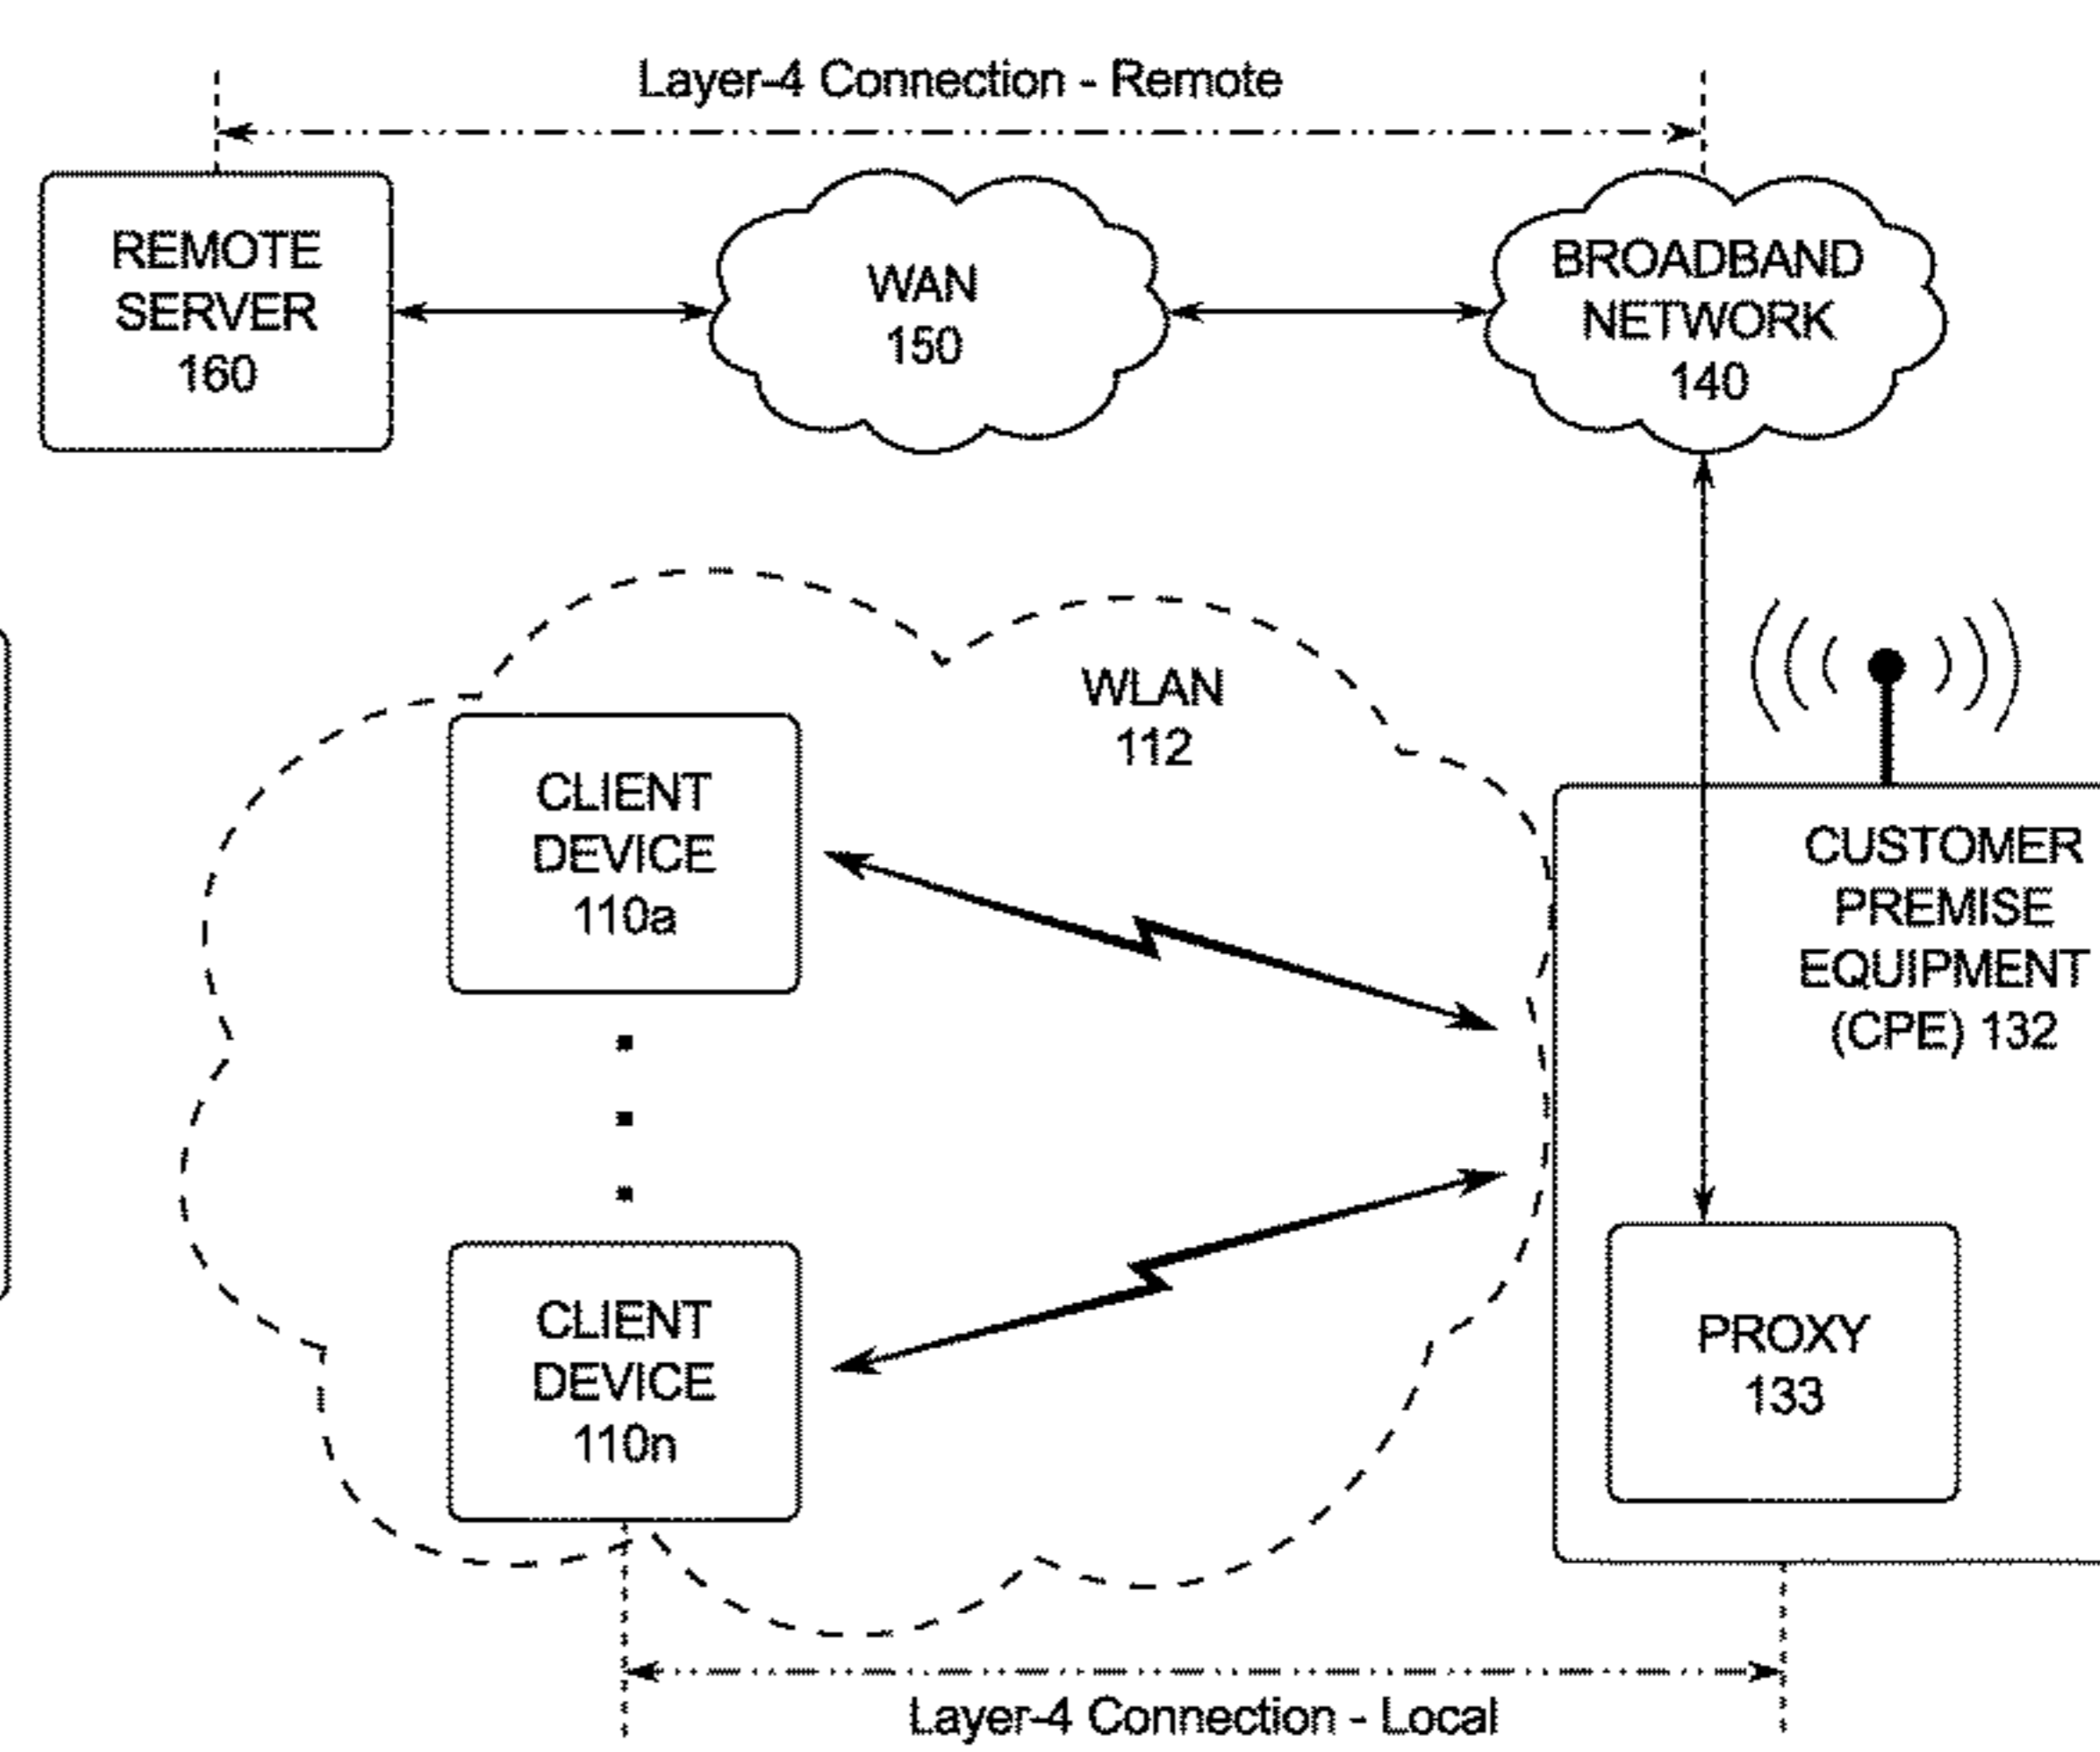 Layer-4 Connection - Remote
REMOTE
SERVER
160
WAN
150
BROADBAND
NETWORK
140
WLAN
112
CLIENT
DEVICE
110a
CUSTOMER
PREMISE
EQUIPMENT
(CPE) 132
CLIENT
DEVICE
110n
PROXY
133
Layer-4 Connection - Local